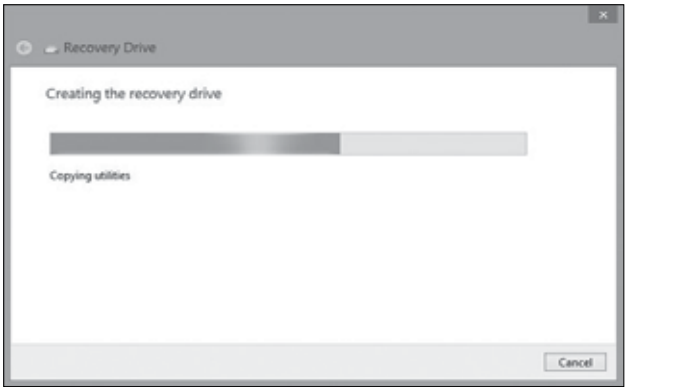 Recovery Drive
Creating the recovery drive
Copying utilities
Cancel